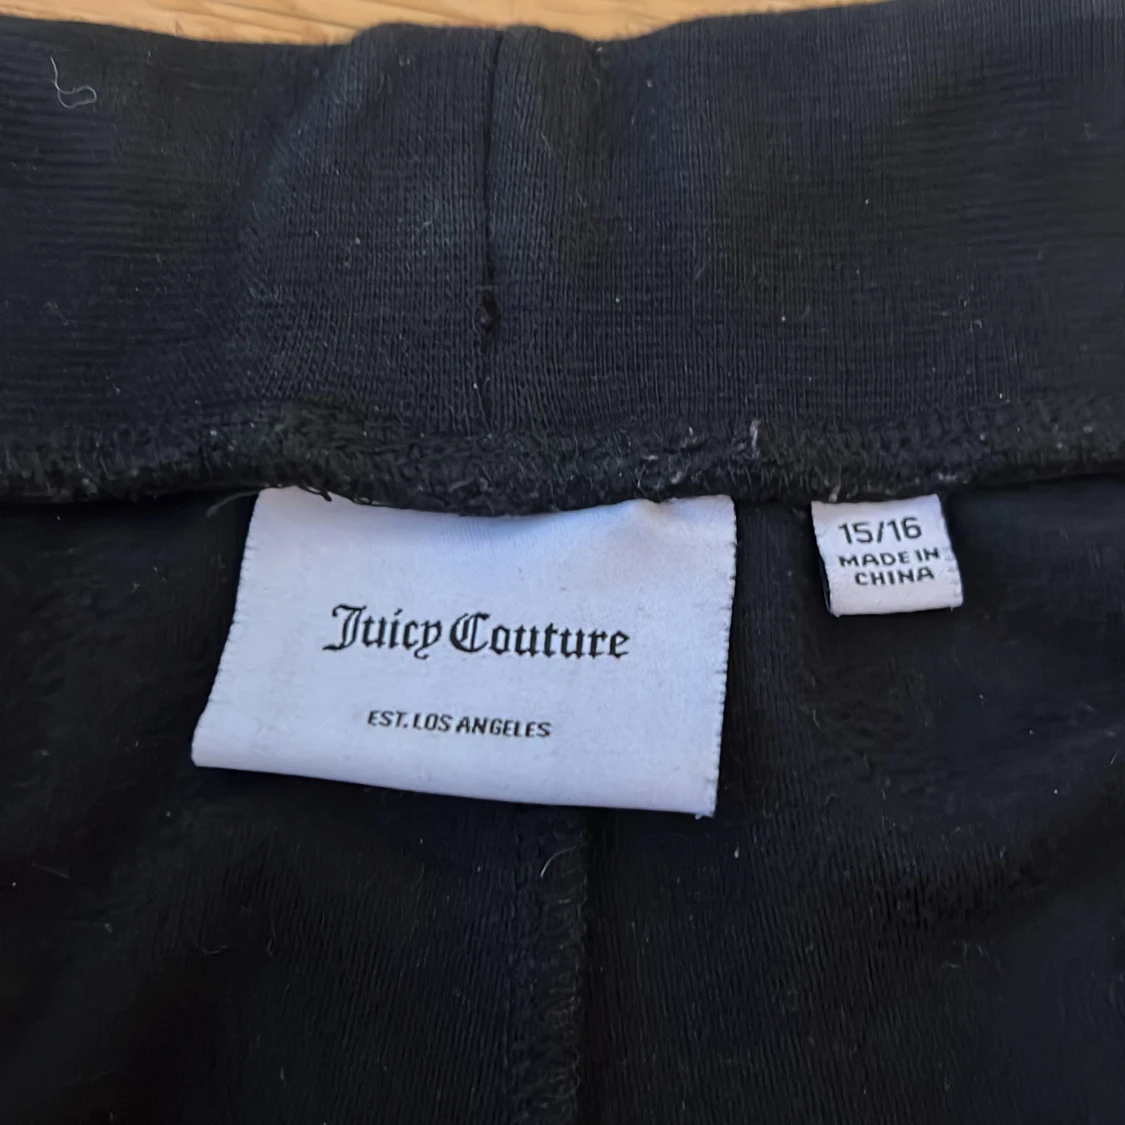 Juicy Couture
EST. LOS ANGELES
15/16
MADE IN
CHINA